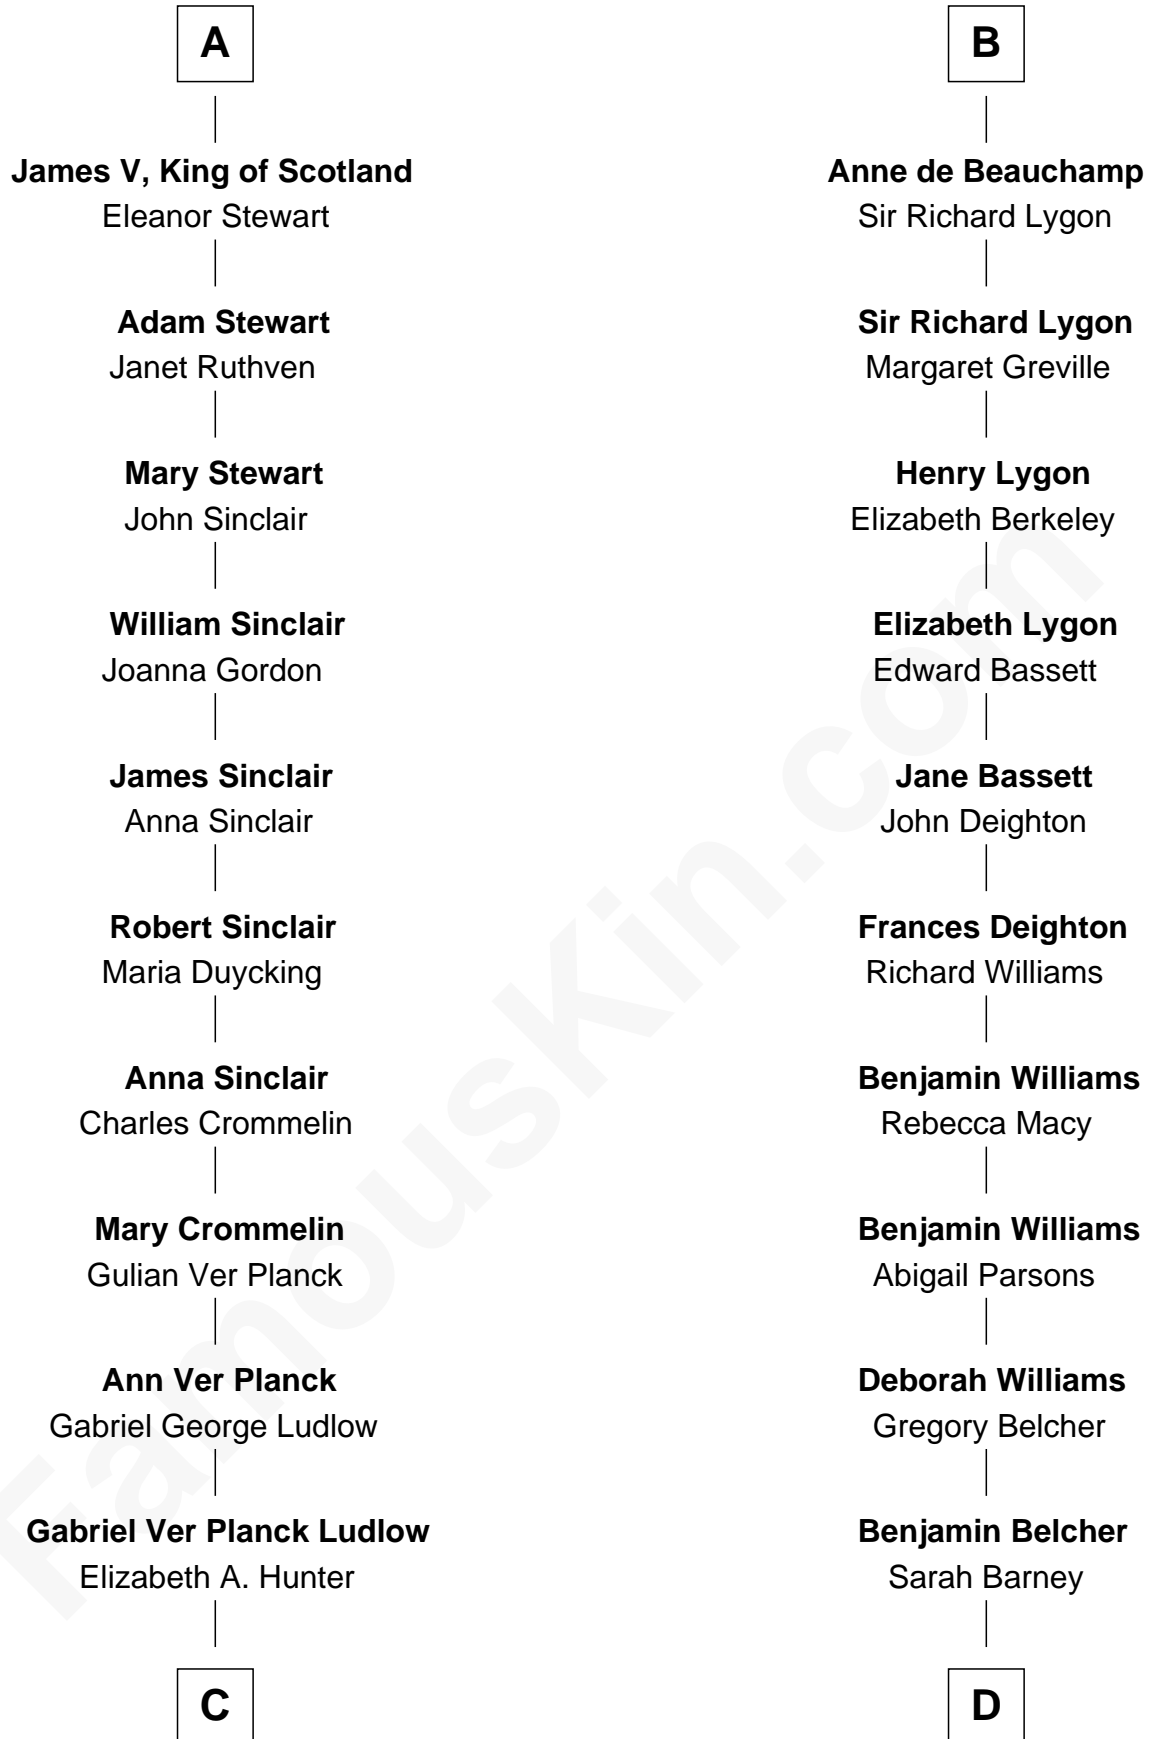 A
James V, King of Scotland
Eleanor Stewart
Adam Stewart
Janet Ruthven
Mary Stewart
John Sinclair
William Sinclair
Joanna Gordon
James Sinclair
Anna Sinclair
Robert Sinclair
Maria Duycking
Anna Sinclair
Charles Crommelin
Mary Crommelin
Gulian Ver Planck
Ann Ver Planck
Gabriel George Ludlow
Gabriel Ver Planck Ludlow
Elizabeth A. Hunter
C
B
Anne de Beauchamp
Sir Richard Lygon
Sir Richard Lygon
Margaret Greville
Henry Lygon
Elizabeth Berkeley
Elizabeth Lygon
Edward Bassett
Jane Bassett
John Deighton
Frances Deighton
Richard Williams
Benjamin Williams
Rebecca Macy
Benjamin Williams
Abigail Parsons
Deborah Williams
Gregory Belcher
Benjamin Belcher
Sarah Barney
D
FamousKin.com